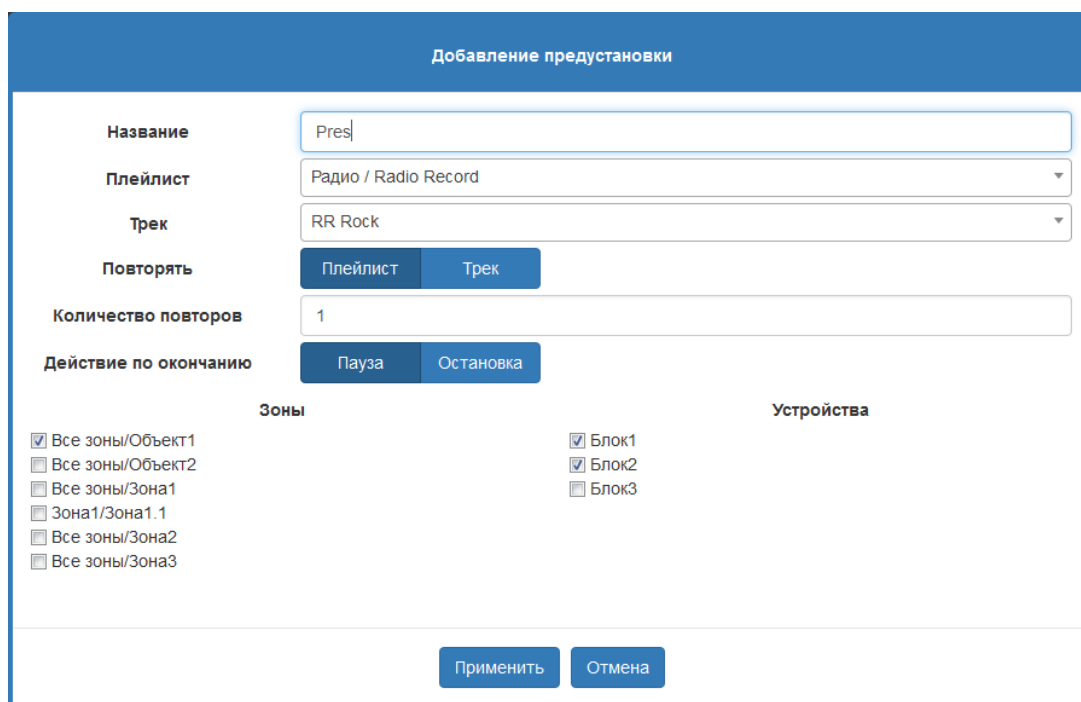 Добавление предустановки
Название Pres
Плейлист Радио / Radio Record
Трек RR Rock
Повторять Плейлист Трек
Количество повторов 1
Действие по окончанию Пауза Остановка
Зоны Устройства
Все зоны/Объект1 Блок1
Все зоны/Объект2 Блок2
Все зоны/Зона1 Блок3
Зона1/Зона1.1
Все зоны/Зона2
Все зоны/Зона3
Применить Отмена